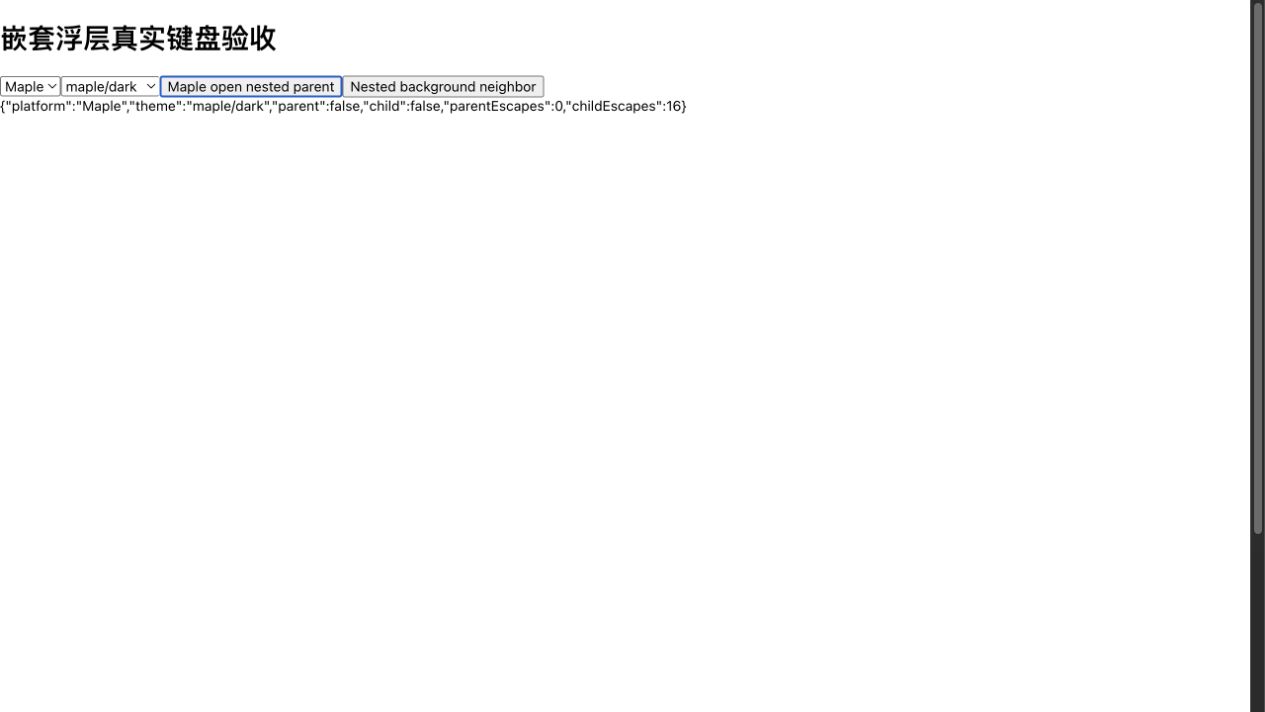 嵌套浮层真实键盘验收
Maple maple/dark Maple open nested parent Nested background neighbor
{"platform":"Maple","theme":"maple/dark","parent":false,"child":false,"parentEscapes":0,"childEscapes":16}